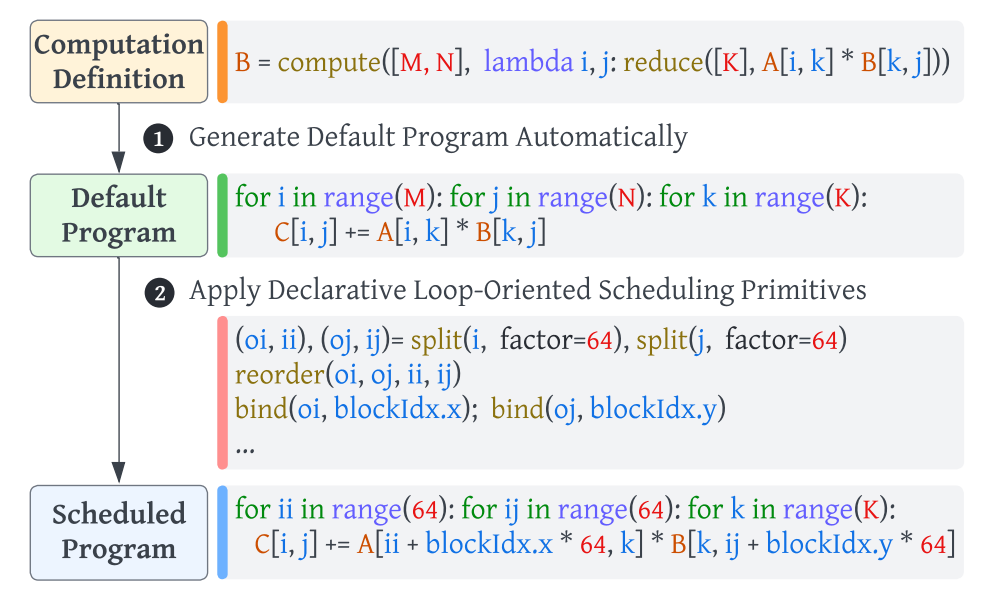 Computation
Definition
B = compute([M, N], lambda i, j: reduce([K], A[i, k] * B[k, j]))
1 Generate Default Program Automatically
Default
Program
for i in range(M): for j in range(N): for k in range(K):
C[i, j] += A[i, k] * B[k, j]
2 Apply Declarative Loop-Oriented Scheduling Primitives
(oi, ii), (oj, ij)= split(i, factor=64), split(j, factor=64)
reorder(oi, oj, ii, ij)
bind(oi, blockIdx.x); bind(oj, blockIdx.y)
...
Scheduled
Program
for ii in range(64): for ij in range(64): for k in range(K):
C[i, j] += A[ii + blockIdx.x * 64, k] * B[k, ij + blockIdx.y * 64]